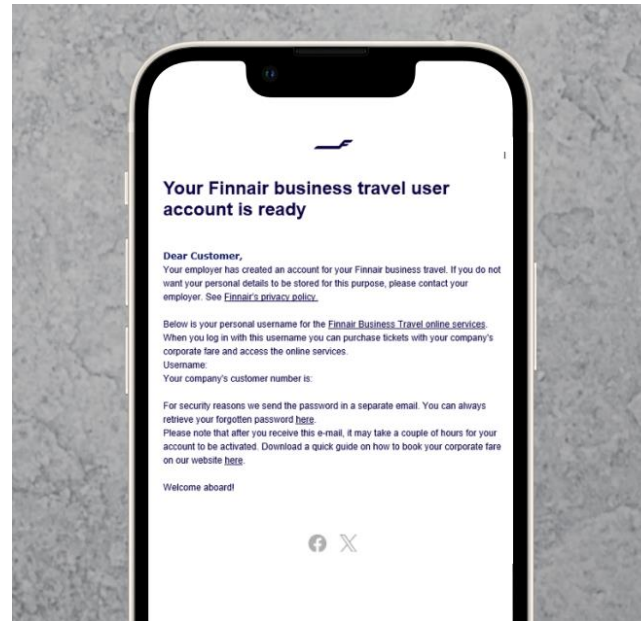 Your Finnair business travel user
account is ready
Dear Customer,
Your employer has created an account for your Finnair business travel. If you do not
want your personal details to be stored for this purpose, please contact your
employer. See Finnair's privacy policy.
Below is your personal username for the Finnair Business Travel online services.
When you log in with this username you can purchase tickets with your company's
corporate fare and access the online services.
Username:
Your company's customer number is:
For security reasons we send the password in a separate email. You can always
retrieve your forgotten password here.
Please note that after you receive this e-mail, it may take a couple of hours for your
account to be activated. Download a quick guide on how to book your corporate fare
on our website here.
Welcome aboard!